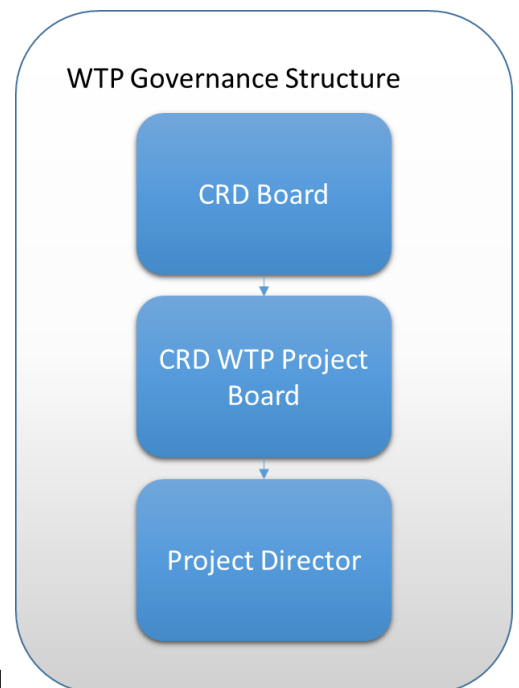 WTP Governance Structure
CRD Board
CRD WTP Project
Board
Project Director